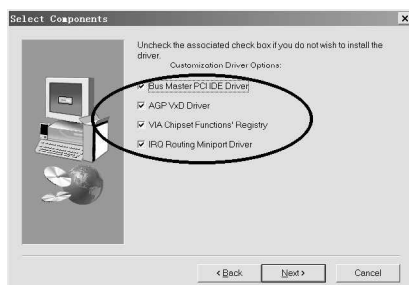 Select Components
Uncheck the associated check box if you do not wish to install the
driver.
Customization Driver Options:
Bus Master PCI IDE Driver
AGP VxD Driver
VIA Chipset Functions' Registry
IRQ Routing Miniport Driver
< Back
Next >
Cancel